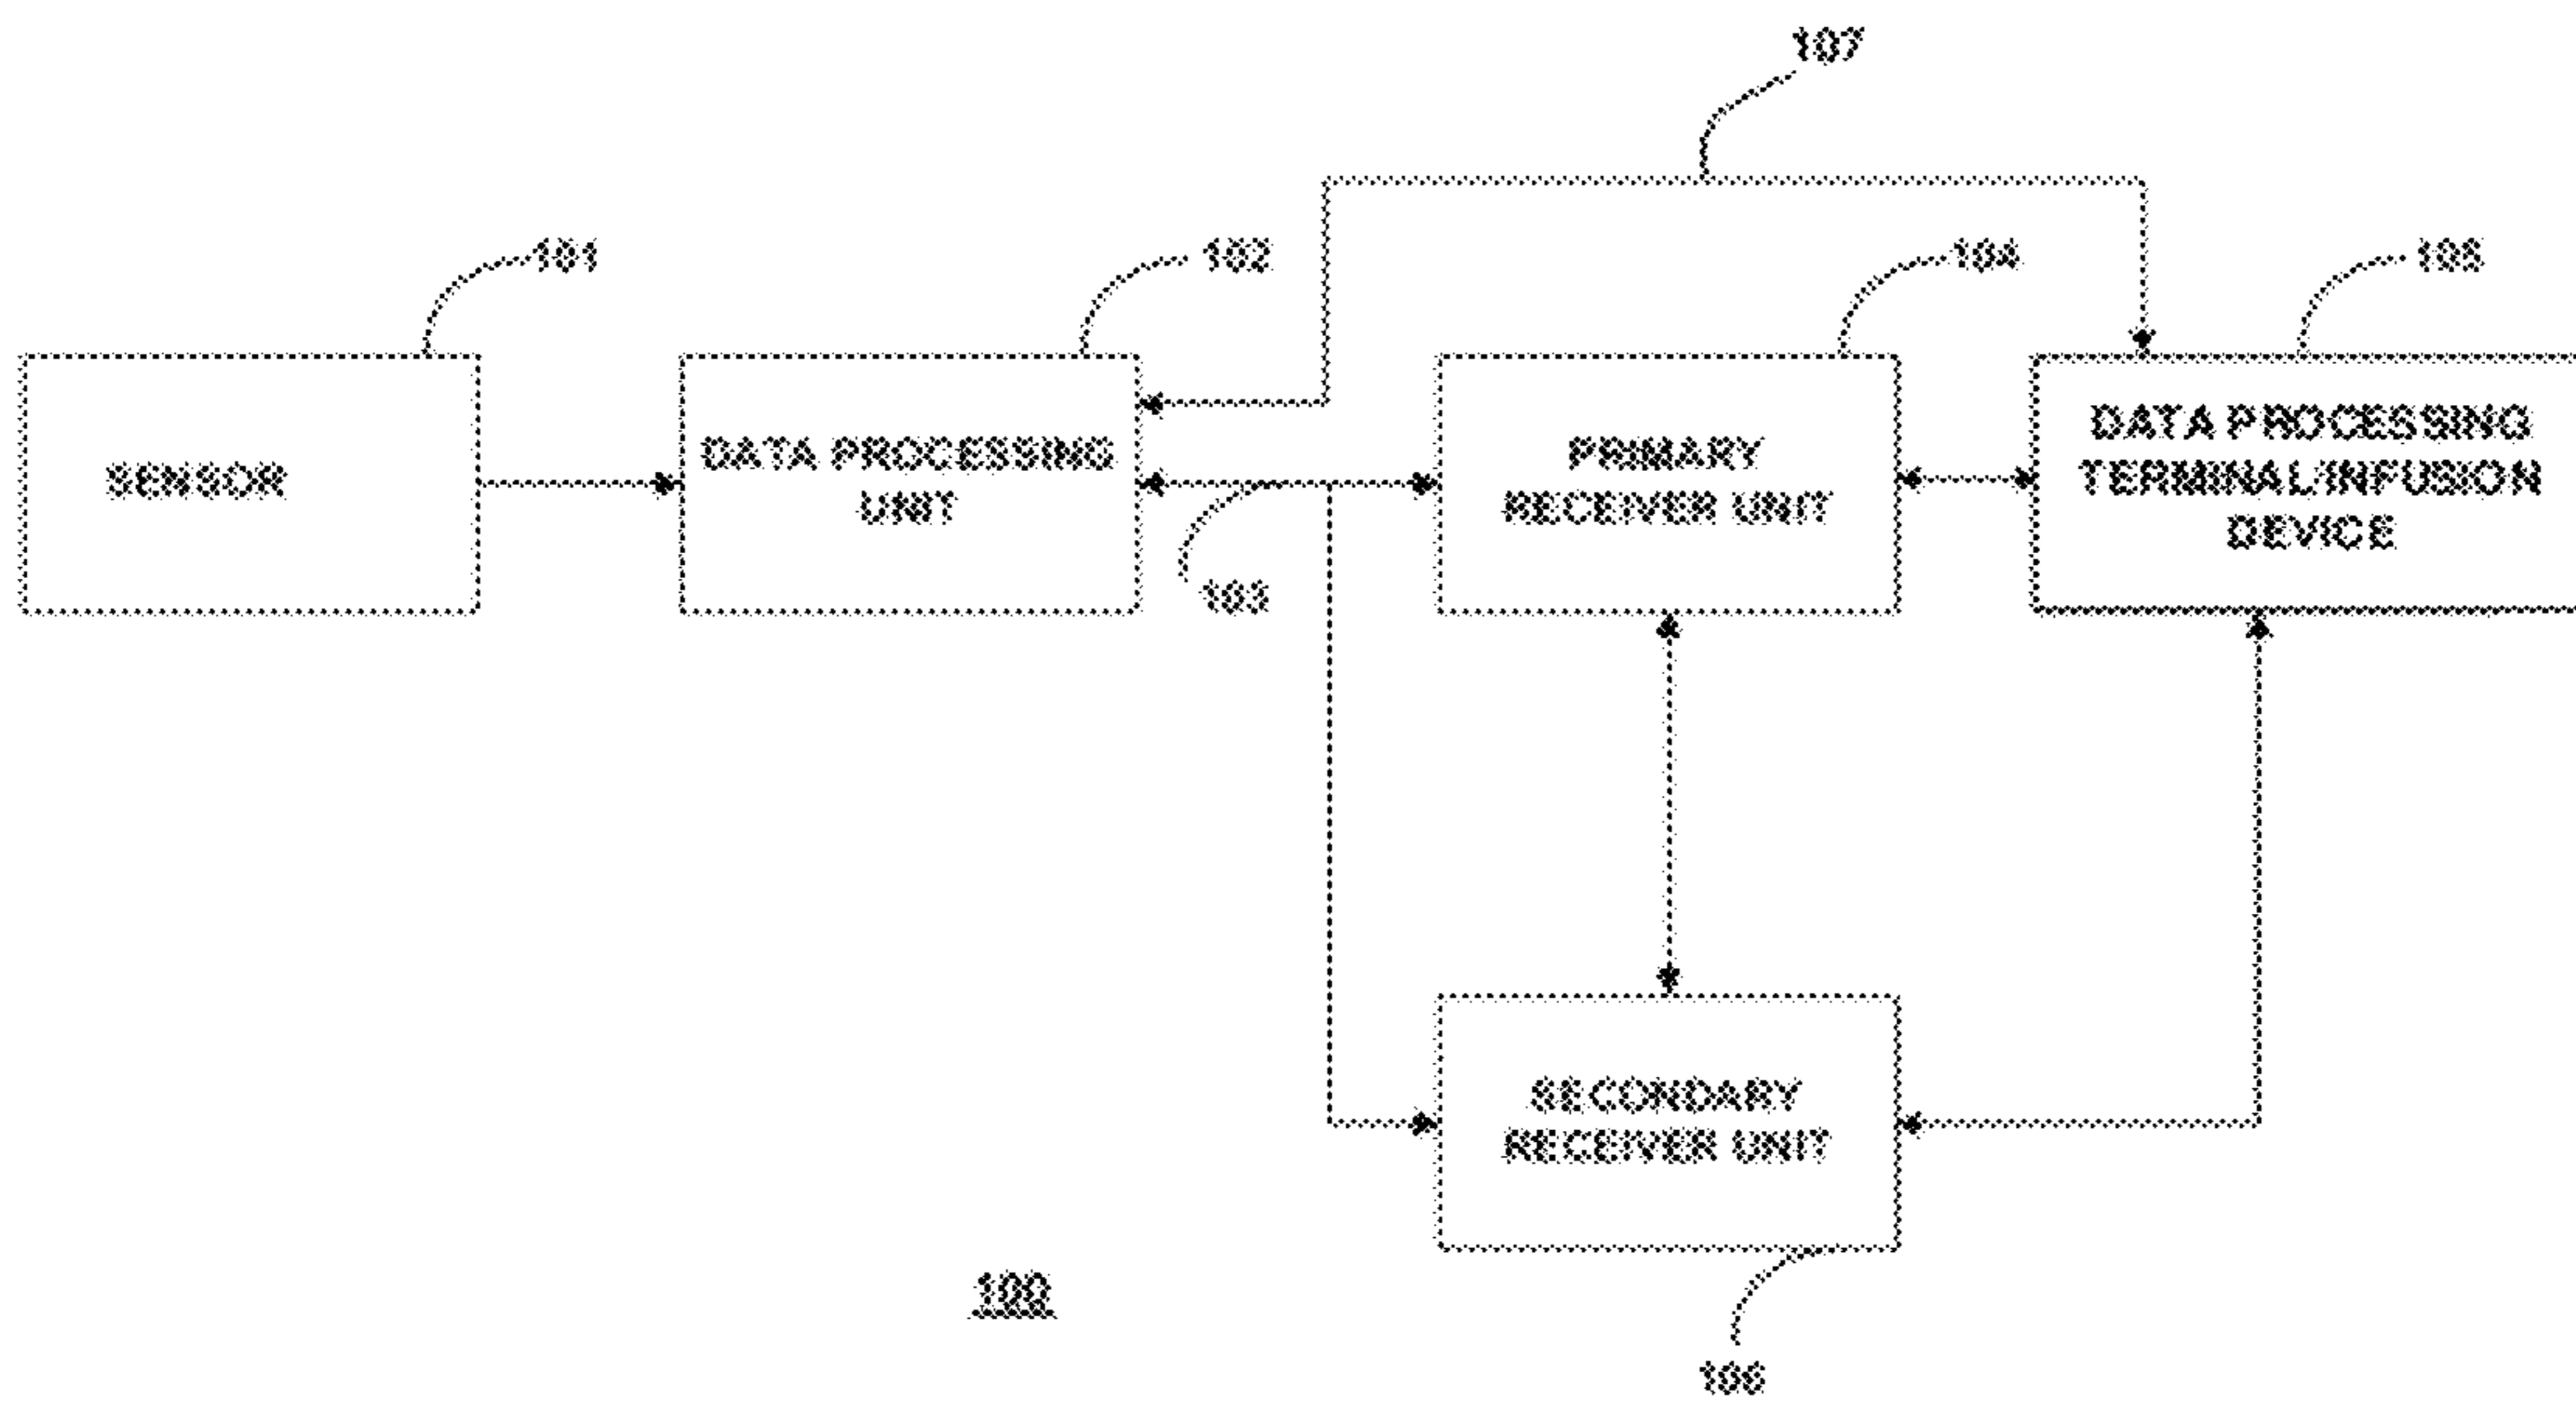 107
101
102
104
105
SENSOR
DATA PROCESSING
UNIT
PRIMARY
RECEIVER UNIT
DATA PROCESSING
TERMINAL/INFUSION
DEVICE
103
SECONDARY
RECEIVER UNIT
100
106